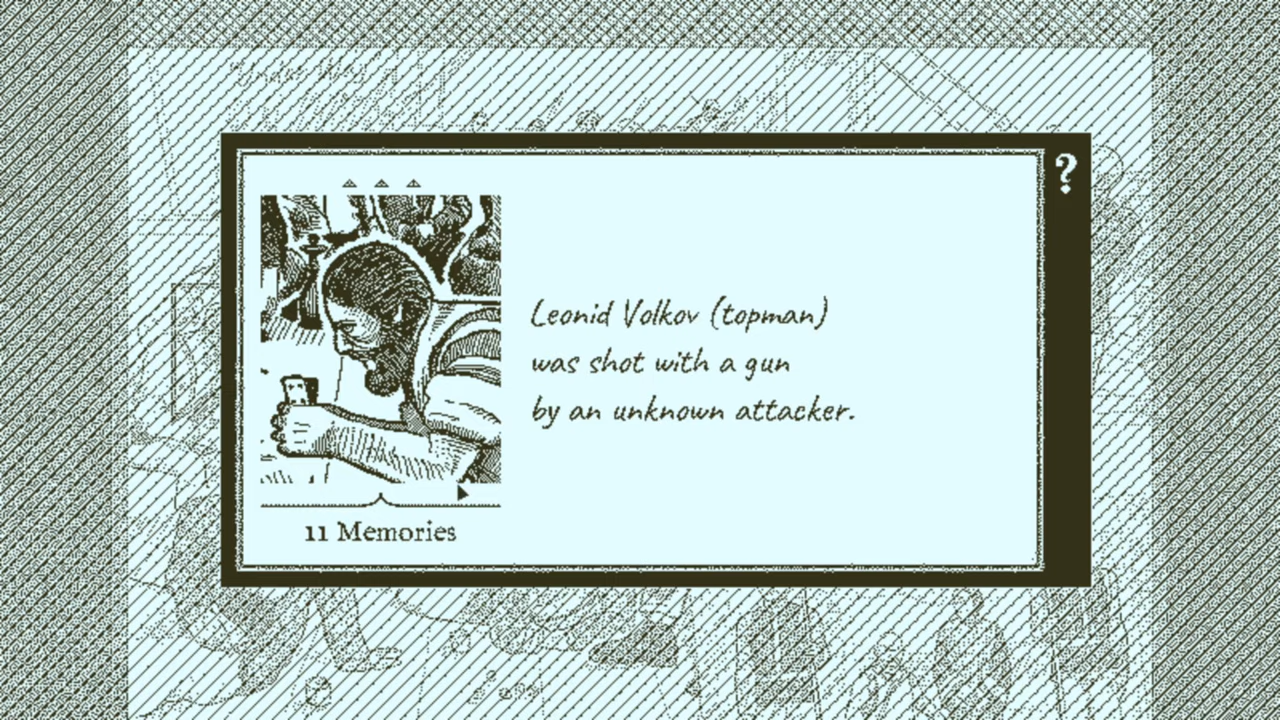 ?
Leonid Volkov (topman)
was shot with a gun
by an unknown attacker.
11 Memories